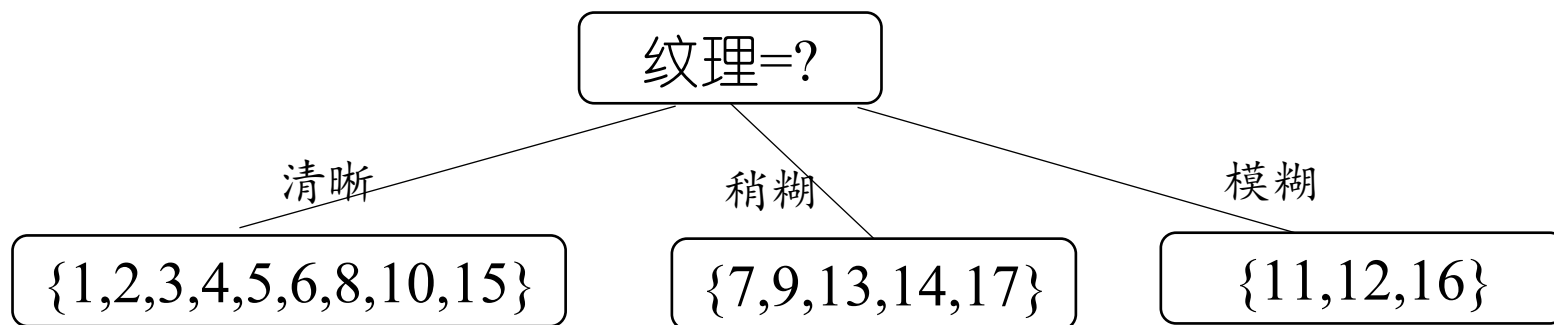 纹理=?
清晰
稍糊
模糊
{1,2,3,4,5,6,8,10,15}
{7,9,13,14,17}
{11,12,16}